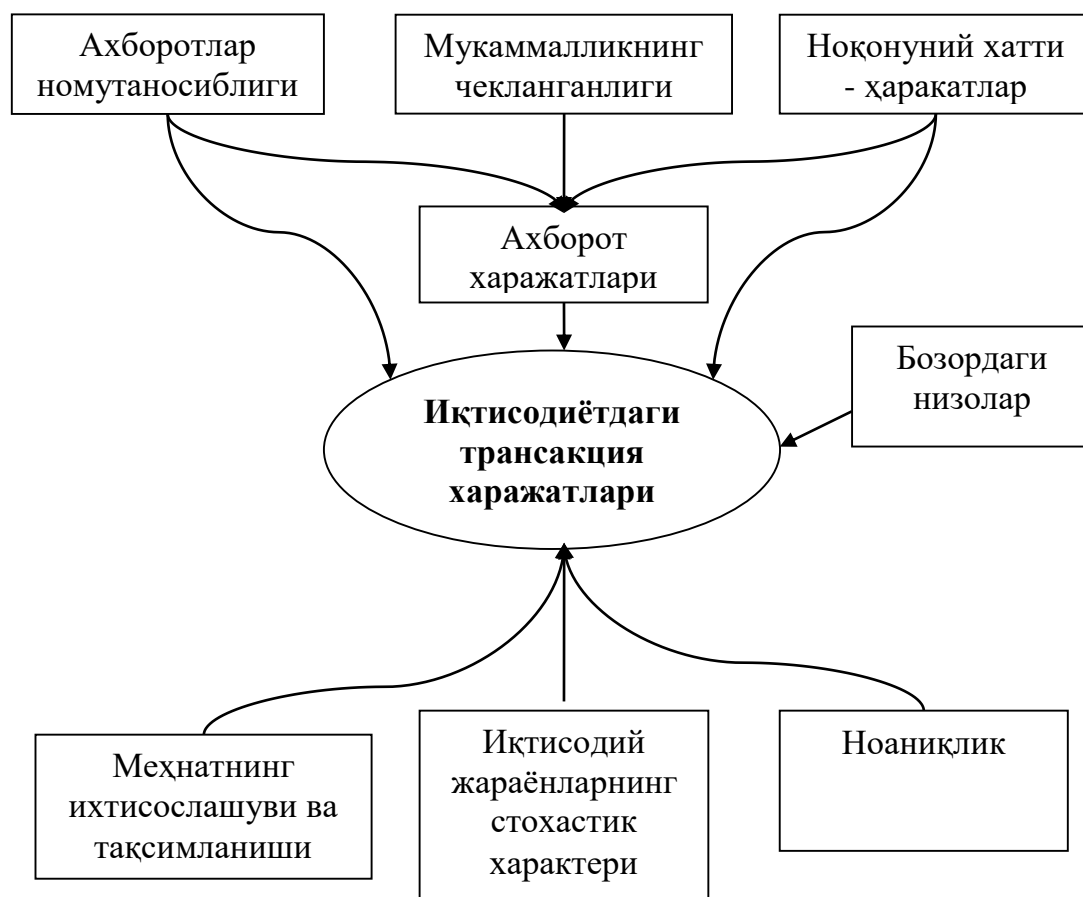 Ахборотлар
номутаносиблиги
Мукаммалликнинг
чекланганлиги
Ноқонуний хатти
- ҳаракатлар
Ахборот
харажатлари
Бозордаги
низолар
Иқтисодиётдаги
трансакция
харажатлари
Меҳнатнинг
ихтисослашуви ва
тақсимланиши
Иқтисодий
жараёнларнинг
стохастик
характери
Ноаниқлик